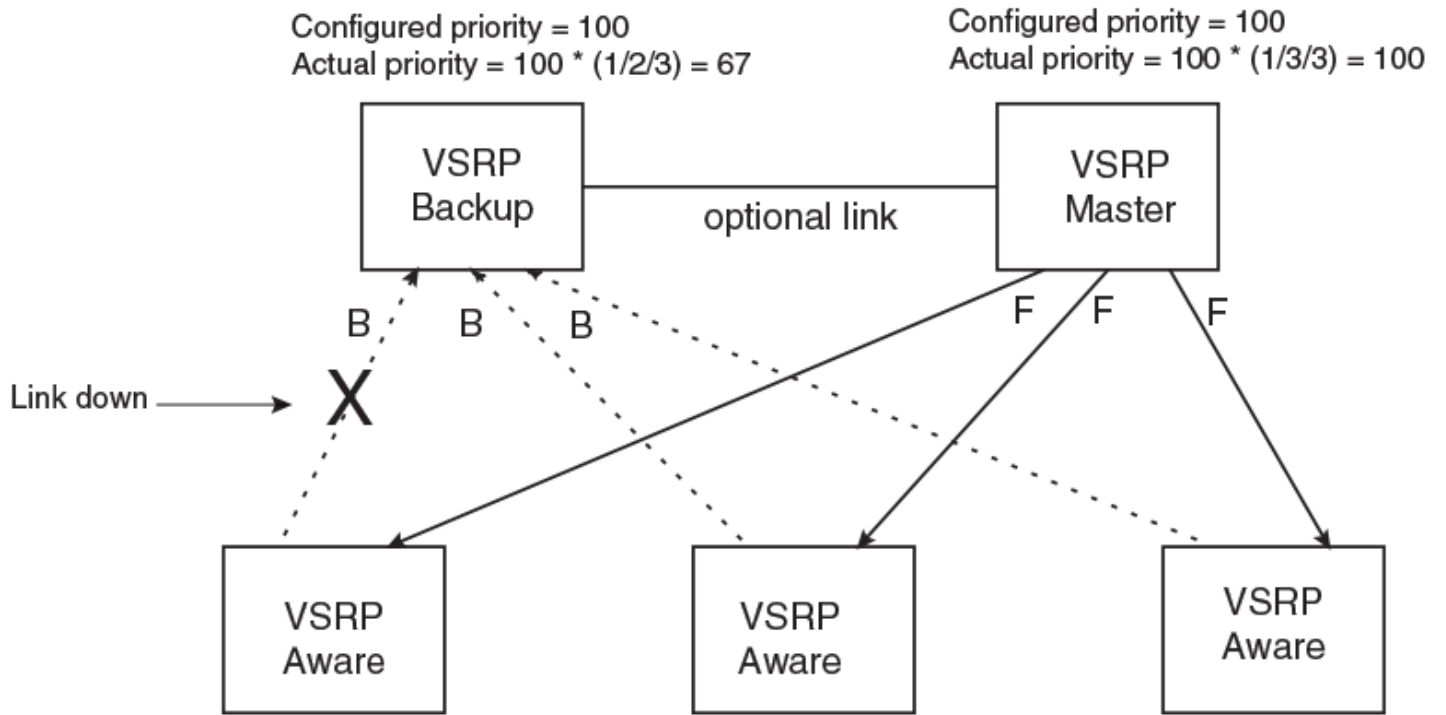 Configured priority = 100
Actual priority = 100 * (1/2/3) = 67
Configured priority = 100
Actual priority = 100 * (1/3/3) = 100
VSRP
Backup
optional link
VSRP
Master
B
B
B
F
F
F
Link down
X
VSRP
Aware
VSRP
Aware
VSRP
Aware